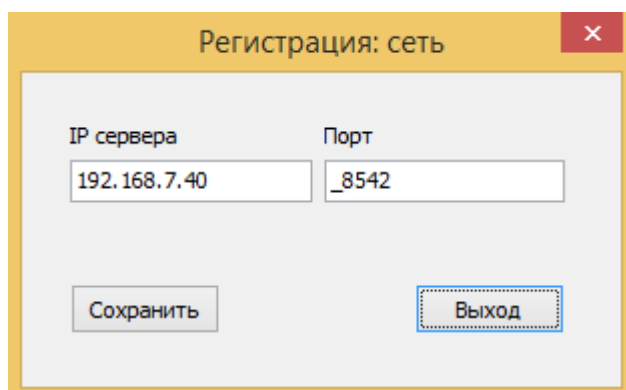 Регистрация: сеть
IP сервера Порт
192.168.7.40 _8542
Сохранить Выход